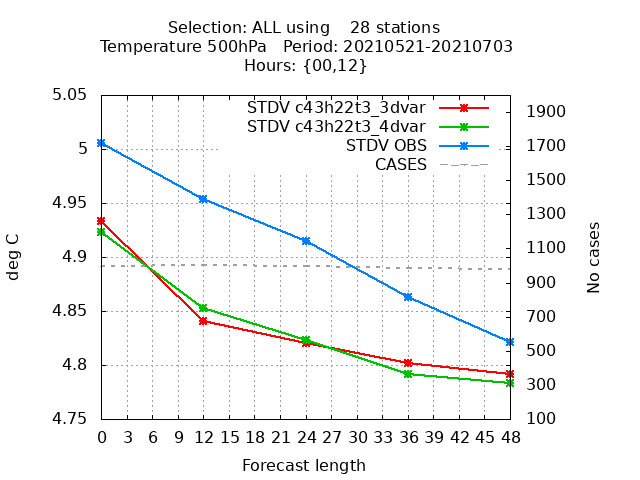 Selection: ALL using    28 stations
Temperature 500hPa   Period: 20210521-20210703
Hours: {00,12}
STDV c43h22t3_3dvar
STDV c43h22t3_4dvar
STDV OBS
CASES
5.05
5
4.95
4.9
4.85
4.8
4.75
deg C
1900
1700
1500
1300
1100
900
700
500
300
100
No cases
0 3 6 9 12 15 18 21 24 27 30 33 36 39 42 45 48
Forecast length